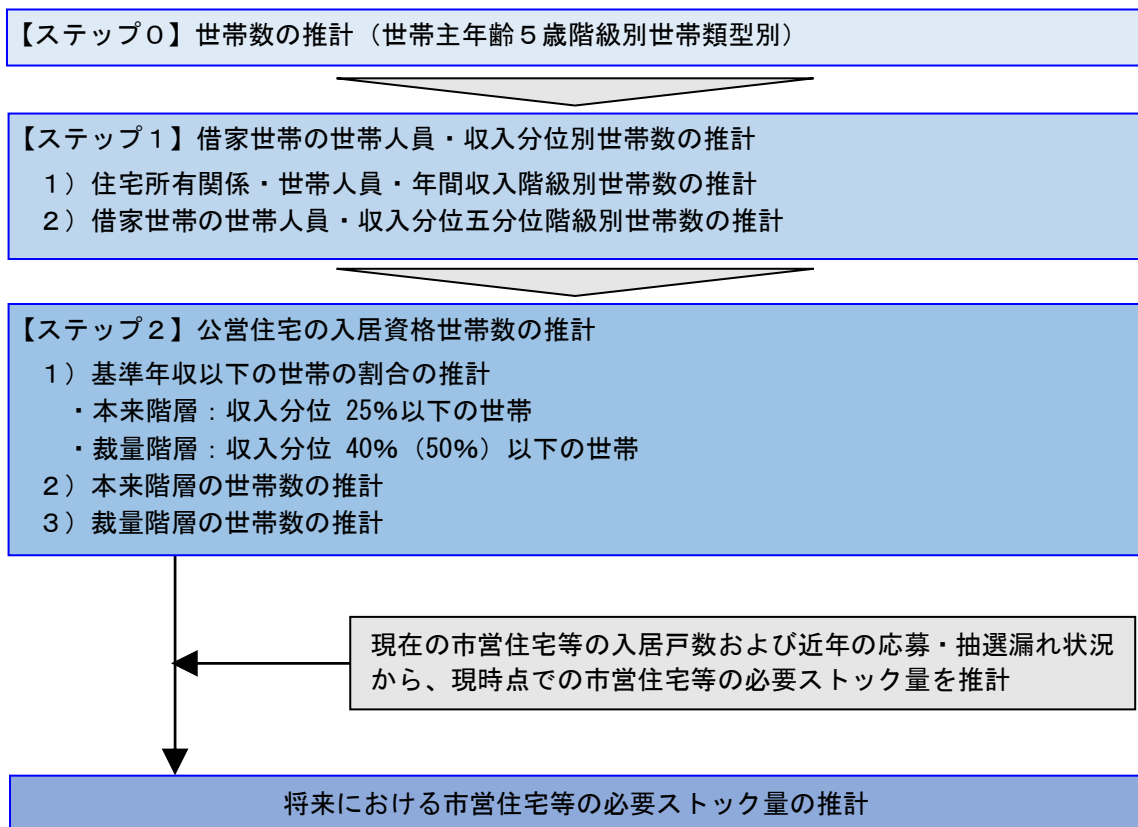 【ステップ０】世帯数の推計（世帯主年齢５歳階級別世帯類型別）
【ステップ１】借家世帯の世帯人員・収入分位別世帯数の推計
１）住宅所有関係・世帯人員・年間収入階級別世帯数の推計
２）借家世帯の世帯人員・収入分位五分位階級別世帯数の推計
【ステップ２】公営住宅の入居資格世帯数の推計
１）基準年収以下の世帯の割合の推計
・本来階層：収入分位 25%以下の世帯
・裁量階層：収入分位 40%（50%）以下の世帯
２）本来階層の世帯数の推計
３）裁量階層の世帯数の推計
現在の市営住宅等の入居戸数および近年の応募・抽選漏れ状況
から、現時点での市営住宅等の必要ストック量を推計
将来における市営住宅等の必要ストック量の推計